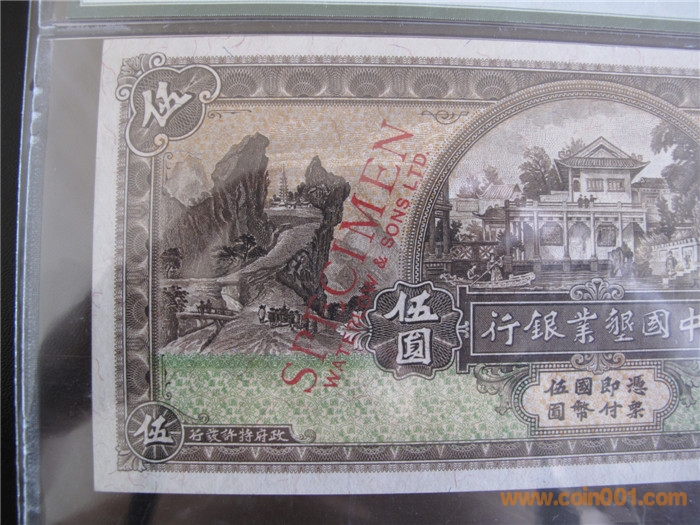 伍
SPECIMEN
WATERLOW & SONS LTD.
伍圓
中國墾業銀行
憑票即付國幣伍圓
伍
政府特許發行
www.coin001.com